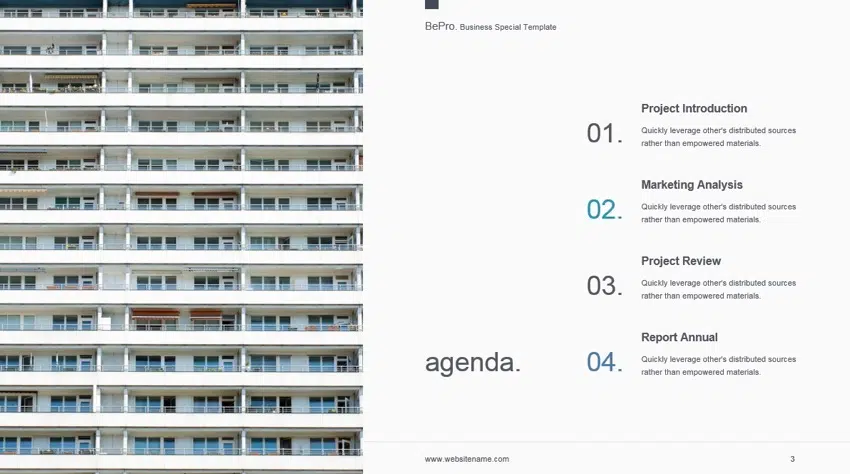 BePro. Business Special Template
Project Introduction
01.
Quickly leverage other's distributed sources
rather than empowered materials.
Marketing Analysis
02.
Quickly leverage other's distributed sources
rather than empowered materials.
Project Review
03.
Quickly leverage other's distributed sources
rather than empowered materials.
agenda.
Report Annual
04.
Quickly leverage other's distributed sources
rather than empowered materials.
www.websitename.com
3